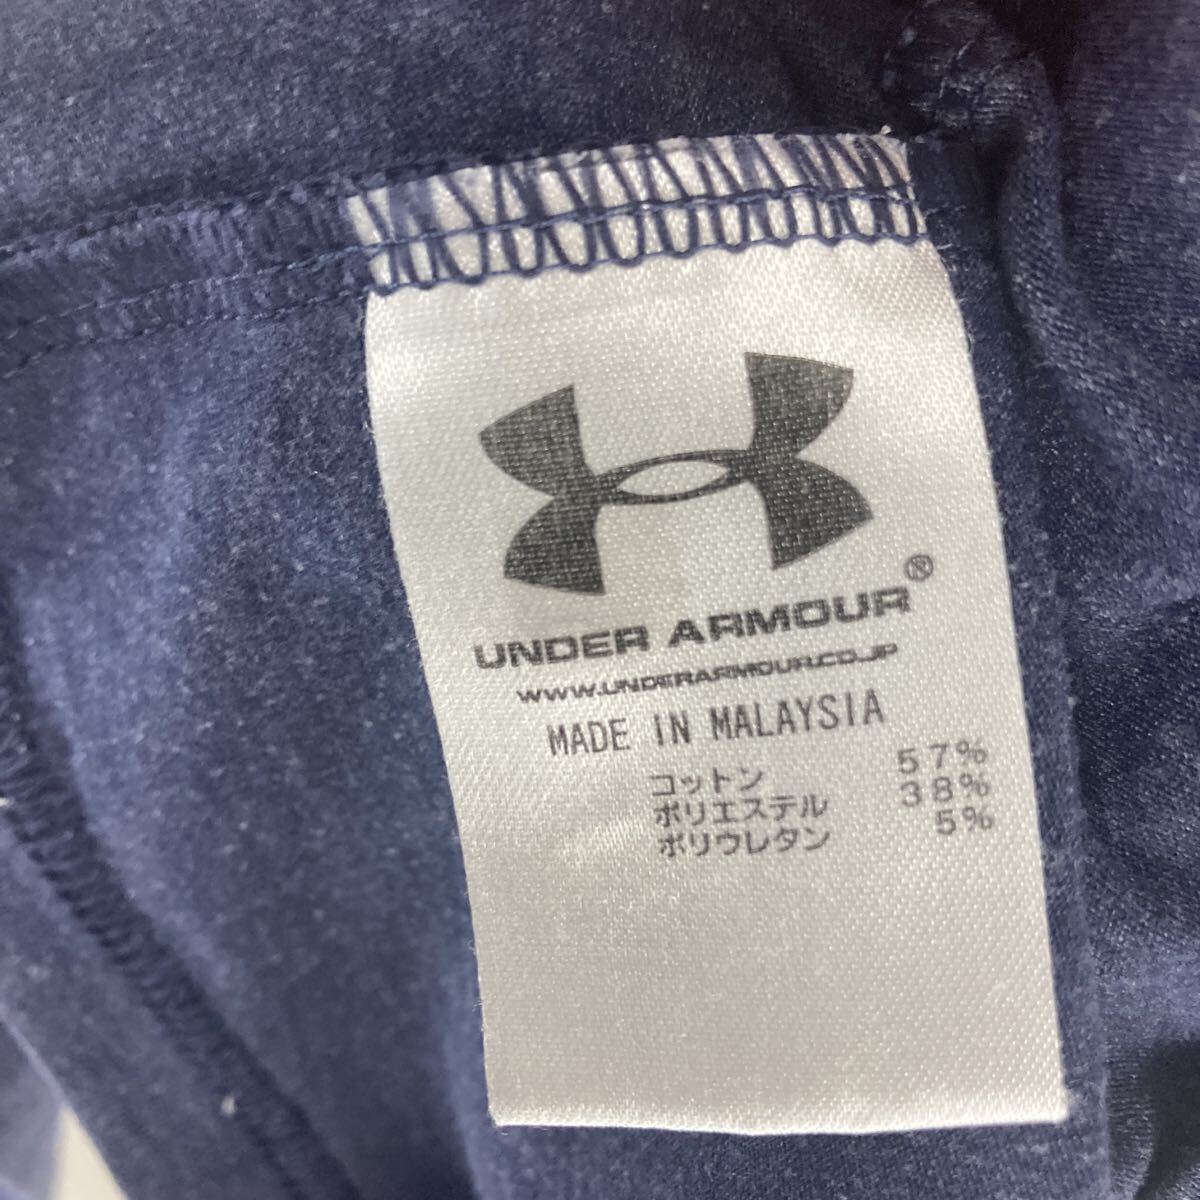 UNDER ARMOUR®
WWW.UNDERARMOUR.CO.JP
MADE IN MALAYSIA
コットン 57%
ポリエステル 38%
ポリウレタン 5%